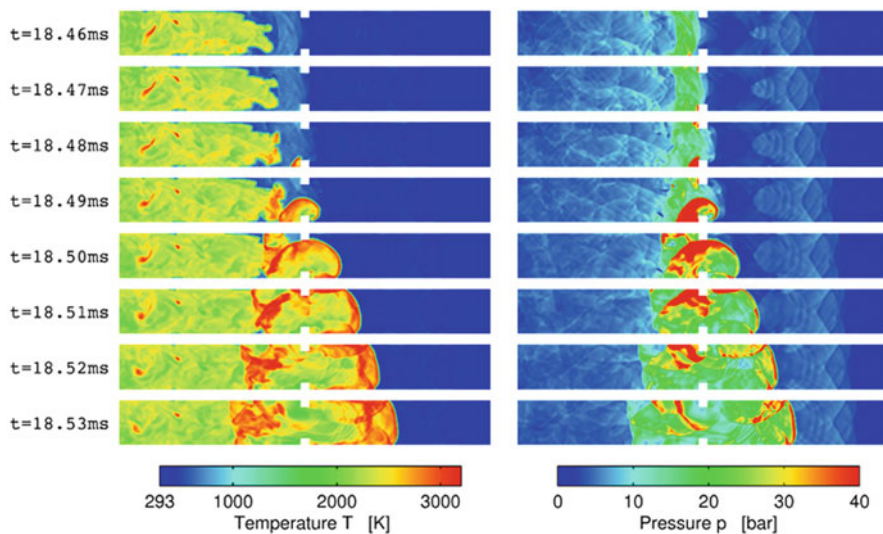 t=18.46ms
t=18.47ms
t=18.48ms
t=18.49ms
t=18.50ms
t=18.51ms
t=18.52ms
t=18.53ms
293 1000 2000 3000
Temperature T [K]
0 10 20 30 40
Pressure p [bar]